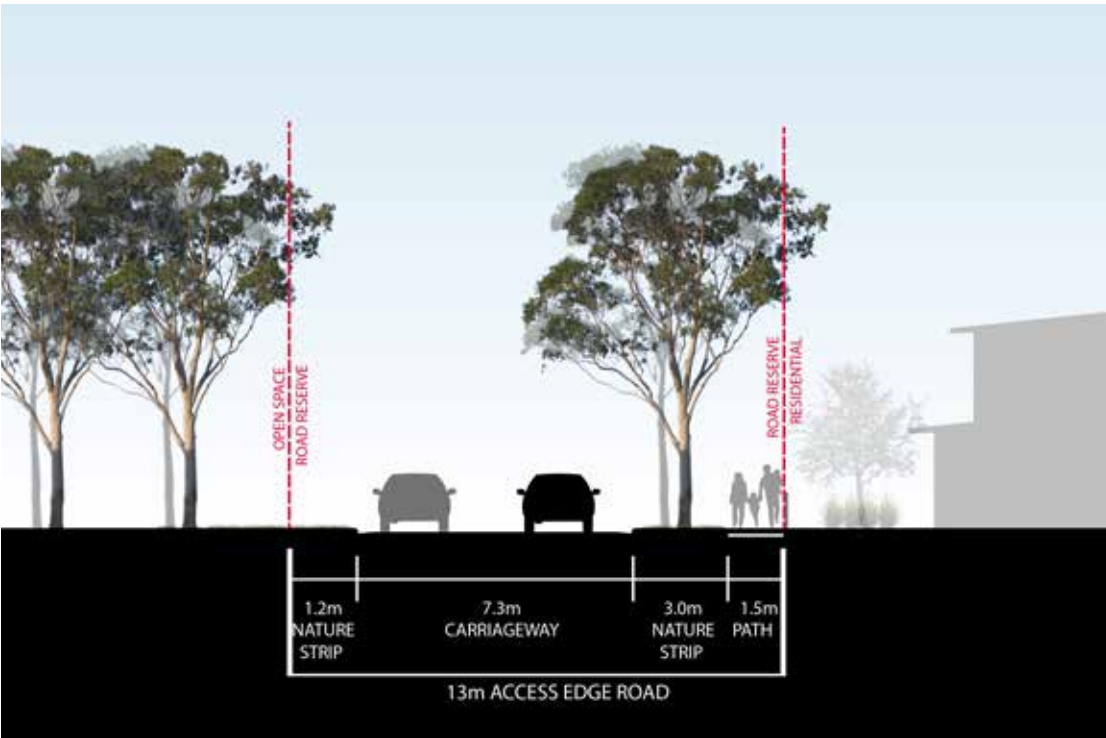 OPEN SPACE
ROAD RESERVE
ROAD RESERVE
RESIDENTIAL
1.2m
NATURE
STRIP
7.3m
CARRIAGEWAY
3.0m
NATURE
STRIP
1.5m
PATH
13m ACCESS EDGE ROAD